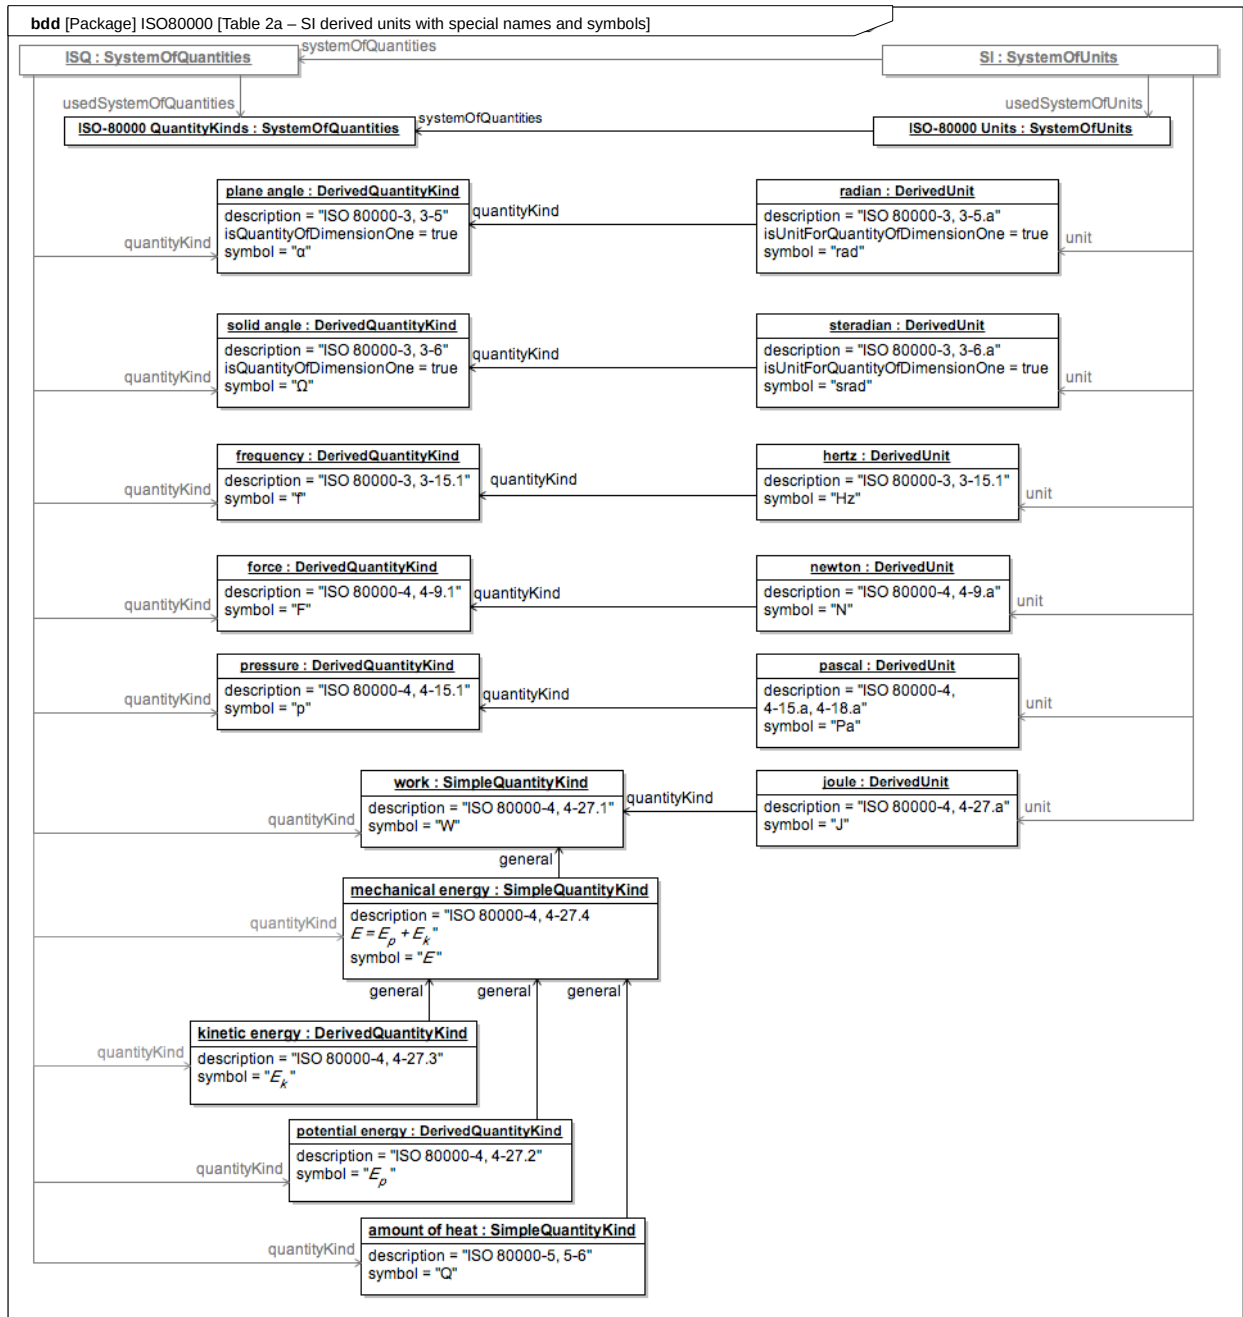 bdd [Package] ISO80000 [Table 2a – SI derived units with special names and symbols]
ISQ : SystemOfQuantities
systemOfQuantities
SI : SystemOfUnits
usedSystemOfQuantities
usedSystemOfUnits
ISO-80000 QuantityKinds : SystemOfQuantities
systemOfQuantities
ISO-80000 Units : SystemOfUnits
plane angle : DerivedQuantityKind
description = "ISO 80000-3, 3-5"
isQuantityOfDimensionOne = true
symbol = "α"
quantityKind
quantityKind
radian : DerivedUnit
description = "ISO 80000-3, 3-5.a"
isUnitForQuantityOfDimensionOne = true
symbol = "rad"
unit
solid angle : DerivedQuantityKind
description = "ISO 80000-3, 3-6"
isQuantityOfDimensionOne = true
symbol = "Ω"
quantityKind
quantityKind
steradian : DerivedUnit
description = "ISO 80000-3, 3-6.a"
isUnitForQuantityOfDimensionOne = true
symbol = "srad"
unit
frequency : DerivedQuantityKind
description = "ISO 80000-3, 3-15.1"
symbol = "f"
quantityKind
quantityKind
hertz : DerivedUnit
description = "ISO 80000-3, 3-15.1"
symbol = "Hz"
unit
force : DerivedQuantityKind
description = "ISO 80000-4, 4-9.1"
symbol = "F"
quantityKind
quantityKind
newton : DerivedUnit
description = "ISO 80000-4, 4-9.a"
symbol = "N"
unit
pressure : DerivedQuantityKind
description = "ISO 80000-4, 4-15.1"
symbol = "p"
quantityKind
quantityKind
pascal : DerivedUnit
description = "ISO 80000-4,
4-15.a, 4-18.a"
symbol = "Pa"
unit
work : SimpleQuantityKind
description = "ISO 80000-4, 4-27.1"
symbol = "W"
quantityKind
quantityKind
joule : DerivedUnit
description = "ISO 80000-4, 4-27.a"
symbol = "J"
unit
general
mechanical energy : SimpleQuantityKind
description = "ISO 80000-4, 4-27.4
E = E_p + E_k"
symbol = "E"
quantityKind
general
general
general
kinetic energy : DerivedQuantityKind
description = "ISO 80000-4, 4-27.3"
symbol = "E_k"
quantityKind
potential energy : DerivedQuantityKind
description = "ISO 80000-4, 4-27.2"
symbol = "E_p"
quantityKind
amount of heat : SimpleQuantityKind
description = "ISO 80000-5, 5-6"
symbol = "Q"
quantityKind